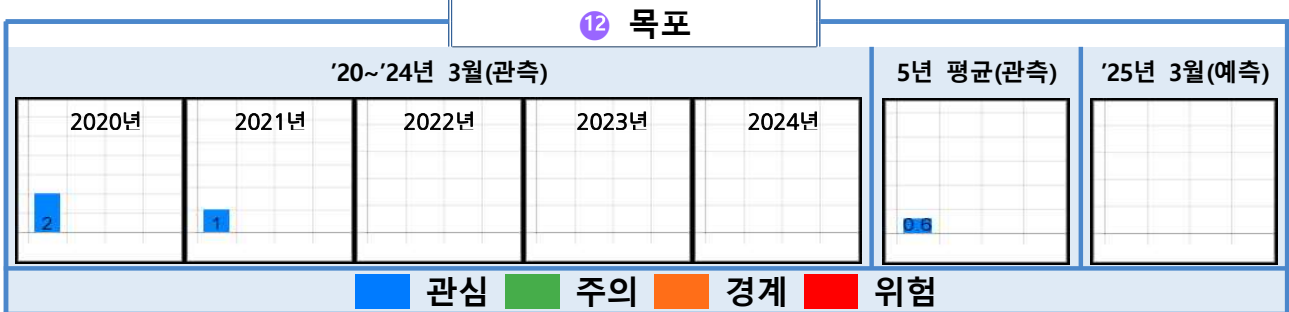 12 목포
'20~'24년 3월(관측)
5년 평균(관측)
'25년 3월(예측)
2020년
2021년
2022년
2023년
2024년
2
1
0.6
관심
주의
경계
위험